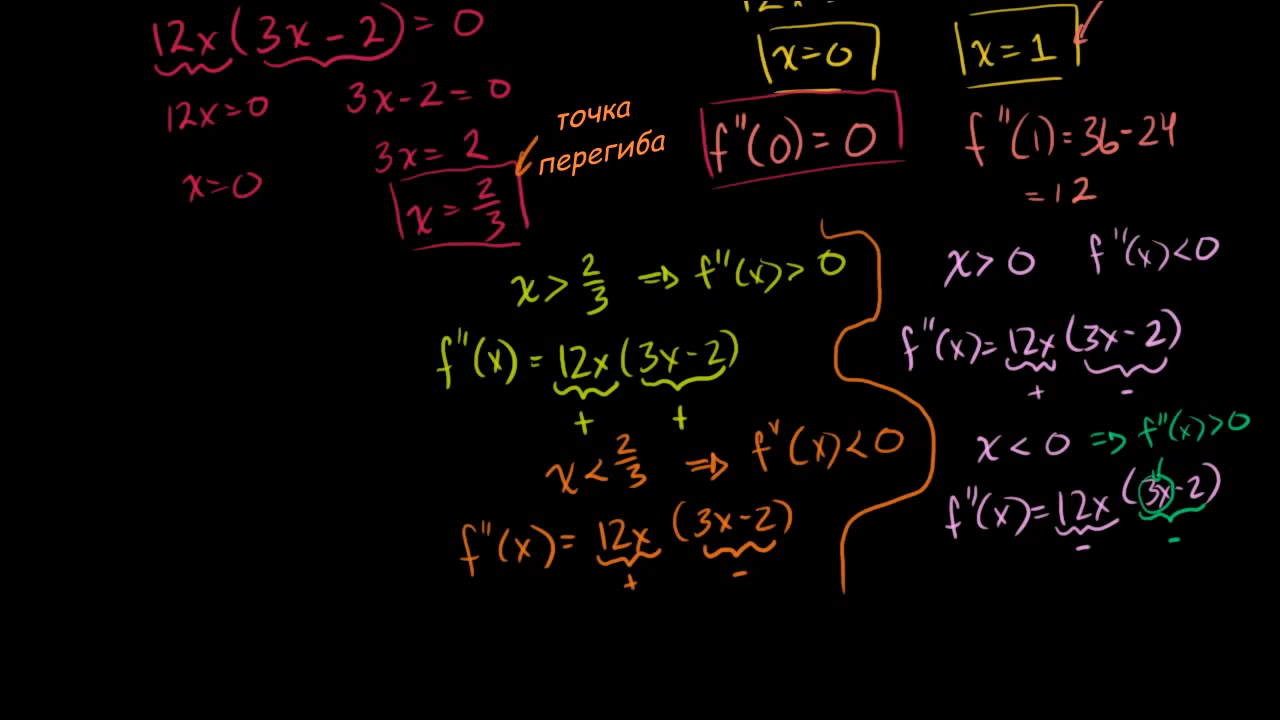 12x(3x-2)=0
12x=0
3x-2=0
3x=2
x=0
x=2/3
точка
перегиба
x=0
x=1
f''(0)=0
f''(1)=36-24
=12
x>2/3 ⇒ f''(x)>0
f''(x)=12x(3x-2)
+ +
x<2/3 ⇒ f''(x)<0
f''(x)=12x(3x-2)
+ -
x>0 f''(x)<0
f''(x)=12x(3x-2)
+ -
x<0 ⇒ f''(x)>0
f''(x)=12x(3x-2)
- -